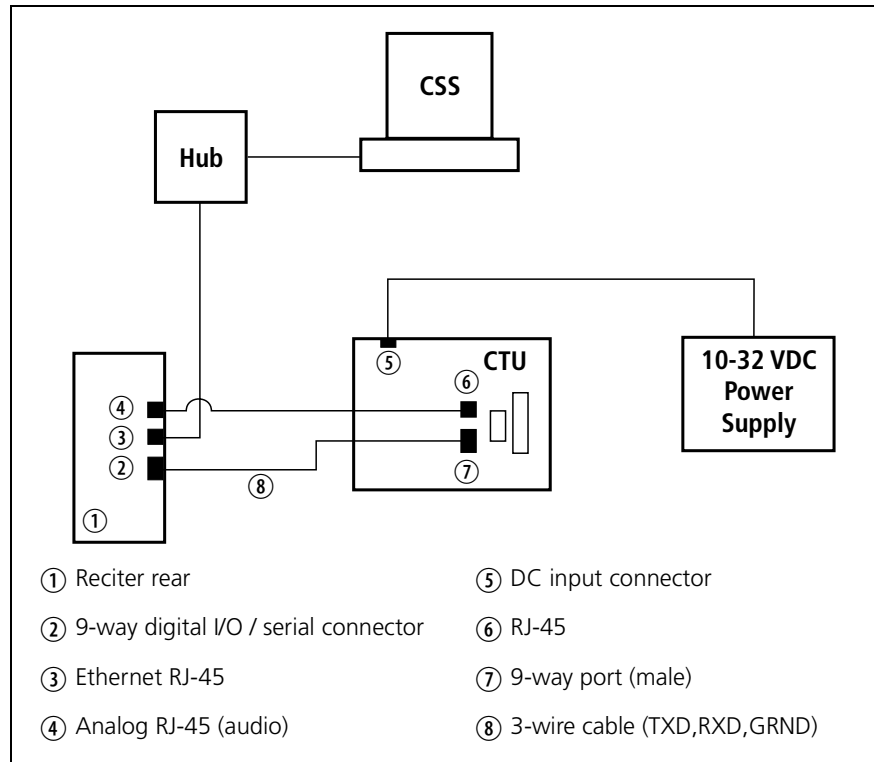 CSS
Hub
CTU
10-32 VDC
Power
Supply
⑤
⑥
④
③
②
⑦
⑧
①
① Reciter rear
② 9-way digital I/O / serial connector
③ Ethernet RJ-45
④ Analog RJ-45 (audio)
⑤ DC input connector
⑥ RJ-45
⑦ 9-way port (male)
⑧ 3-wire cable (TXD,RXD,GRND)